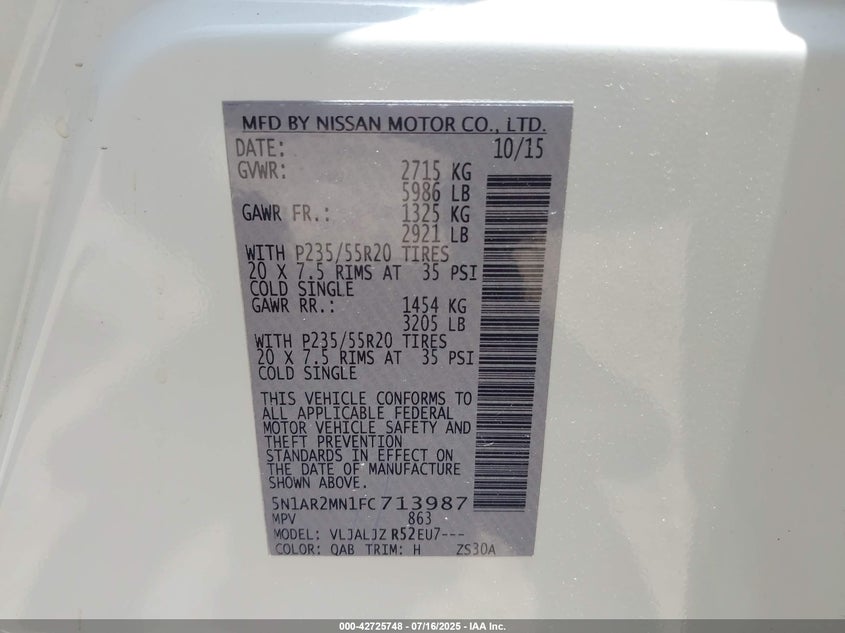 MFD BY NISSAN MOTOR CO., LTD.
DATE: 10/15
GVWR: 2715 KG
5986 LB
GAWR FR.: 1325 KG
2921 LB
WITH P235/55R20 TIRES
20 X 7.5 RIMS AT 35 PSI
COLD SINGLE
GAWR RR.: 1454 KG
3205 LB
WITH P235/55R20 TIRES
20 X 7.5 RIMS AT 35 PSI
COLD SINGLE
THIS VEHICLE CONFORMS TO
ALL APPLICABLE FEDERAL
MOTOR VEHICLE SAFETY AND
THEFT PREVENTION
STANDARDS IN EFFECT ON
THE DATE OF MANUFACTURE
SHOWN ABOVE.
5N1AR2MN1FC713987
MPV 863
MODEL: VLJALJZ R52EU7---
COLOR: QAB TRIM: H ZS30A
000-42725748 - 07/16/2025 - IAA Inc.